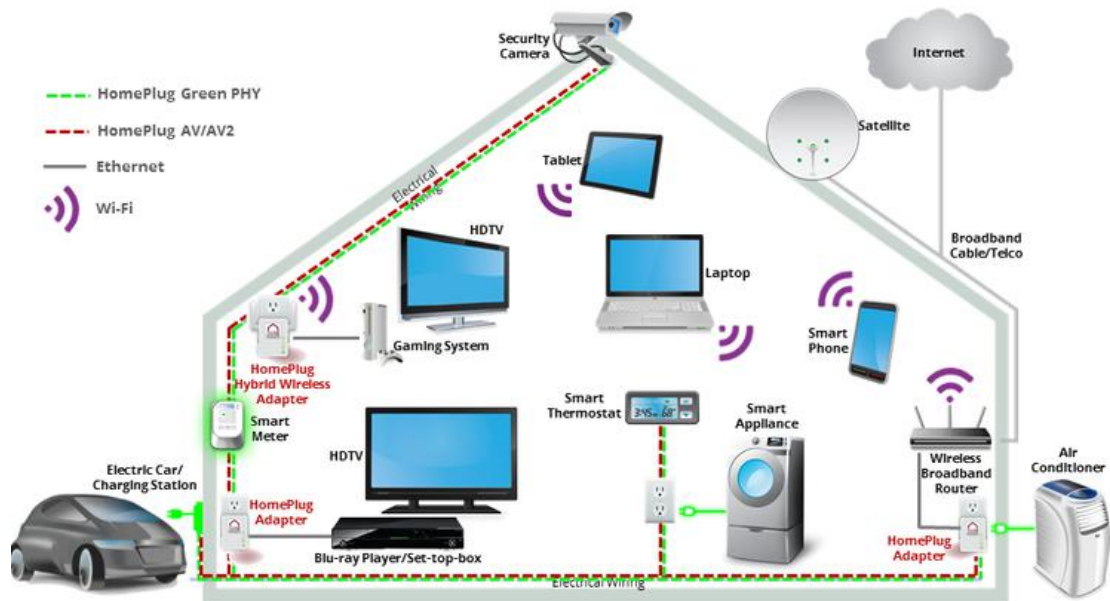 Security
Camera
Internet
HomePlug Green PHY
HomePlug AV/AV2
Ethernet
Wi-Fi
Satellite
Tablet
Electrical
Wiring
HDTV
Laptop
Broadband
Cable/Telco
Gaming System
Smart
Phone
HomePlug
Hybrid Wireless
Adapter
Smart
Meter
Smart
Thermostat
3:45 68°
Smart
Appliance
HDTV
Wireless
Broadband
Router
Air
Conditioner
Electric Car/
Charging Station
HomePlug
Adapter
Blu-ray Player/Set-top-box
HomePlug
Adapter
Electrical Wiring